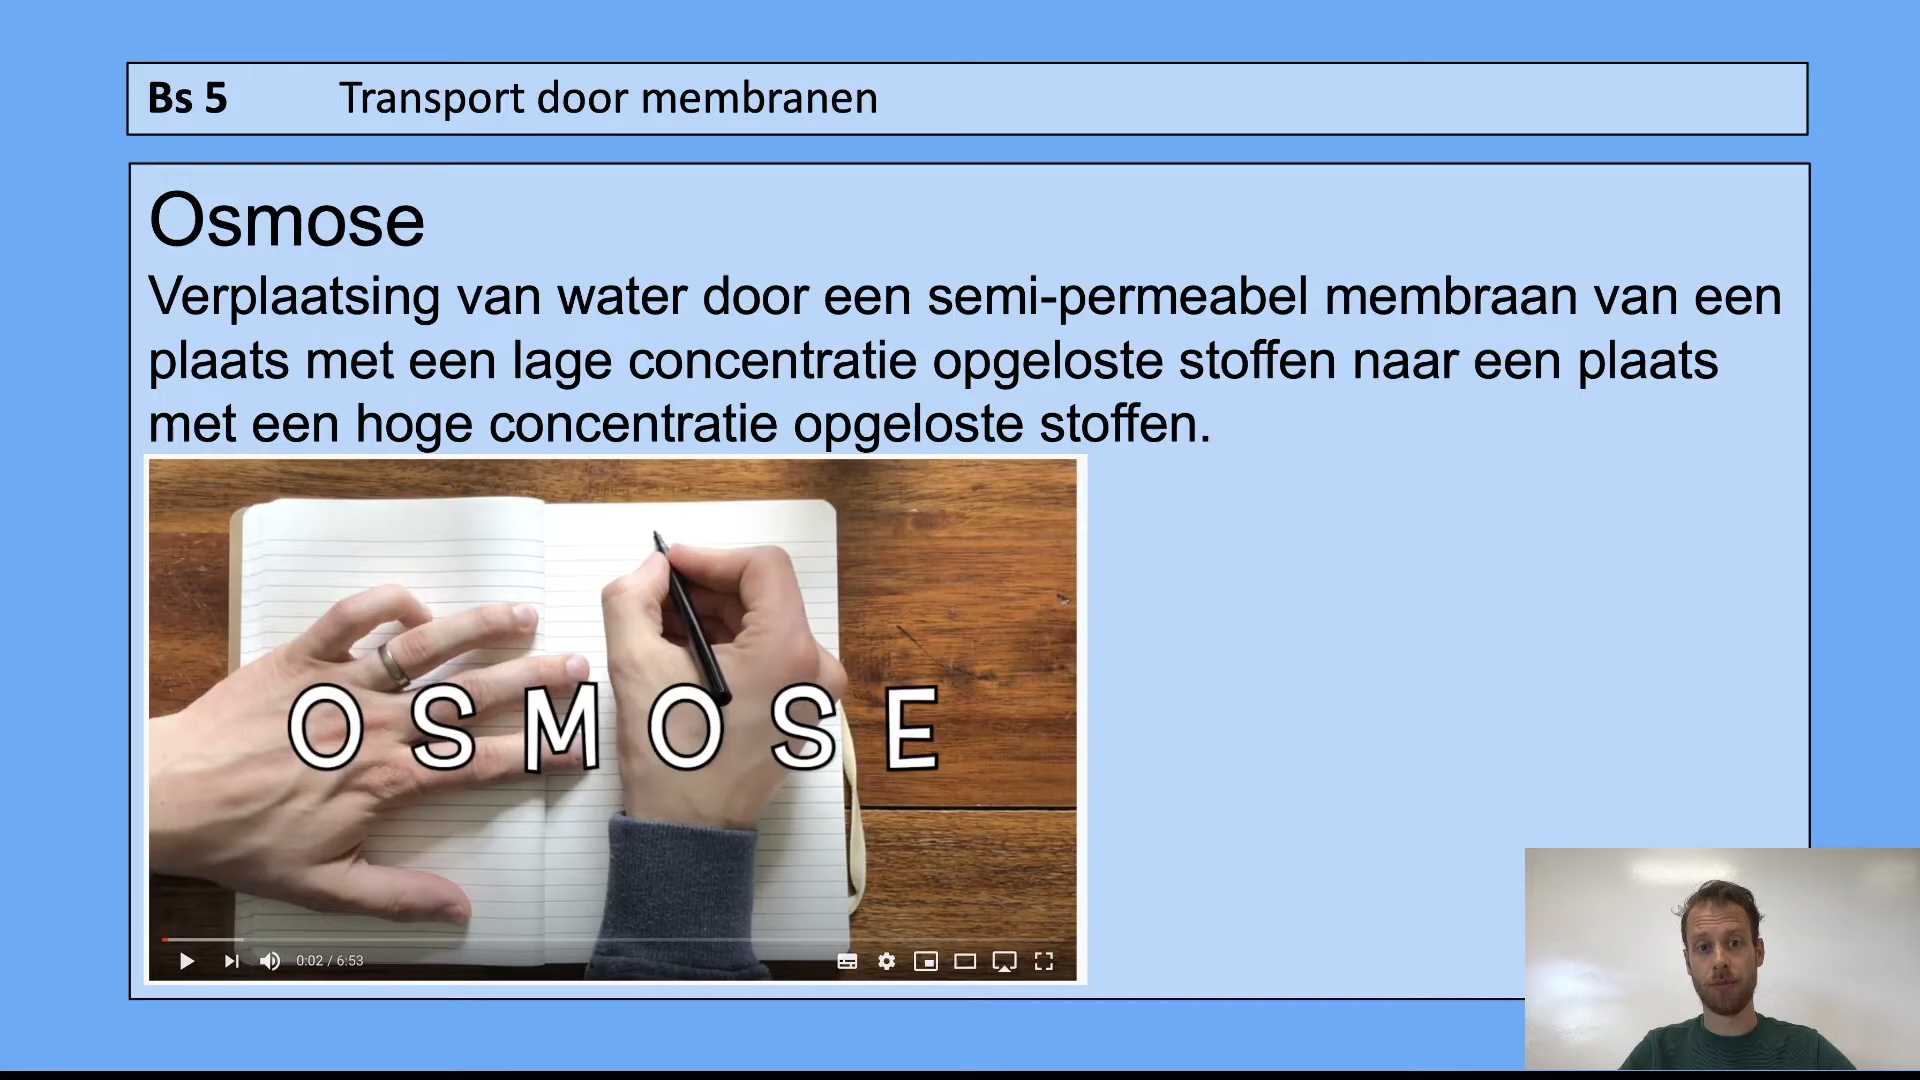 Bs 5 Transport door membranen
Osmose
Verplaatsing van water door een semi-permeabel membraan van een
plaats met een lage concentratie opgeloste stoffen naar een plaats
met een hoge concentratie opgeloste stoffen.
OSMOSE
0:02 / 6:53